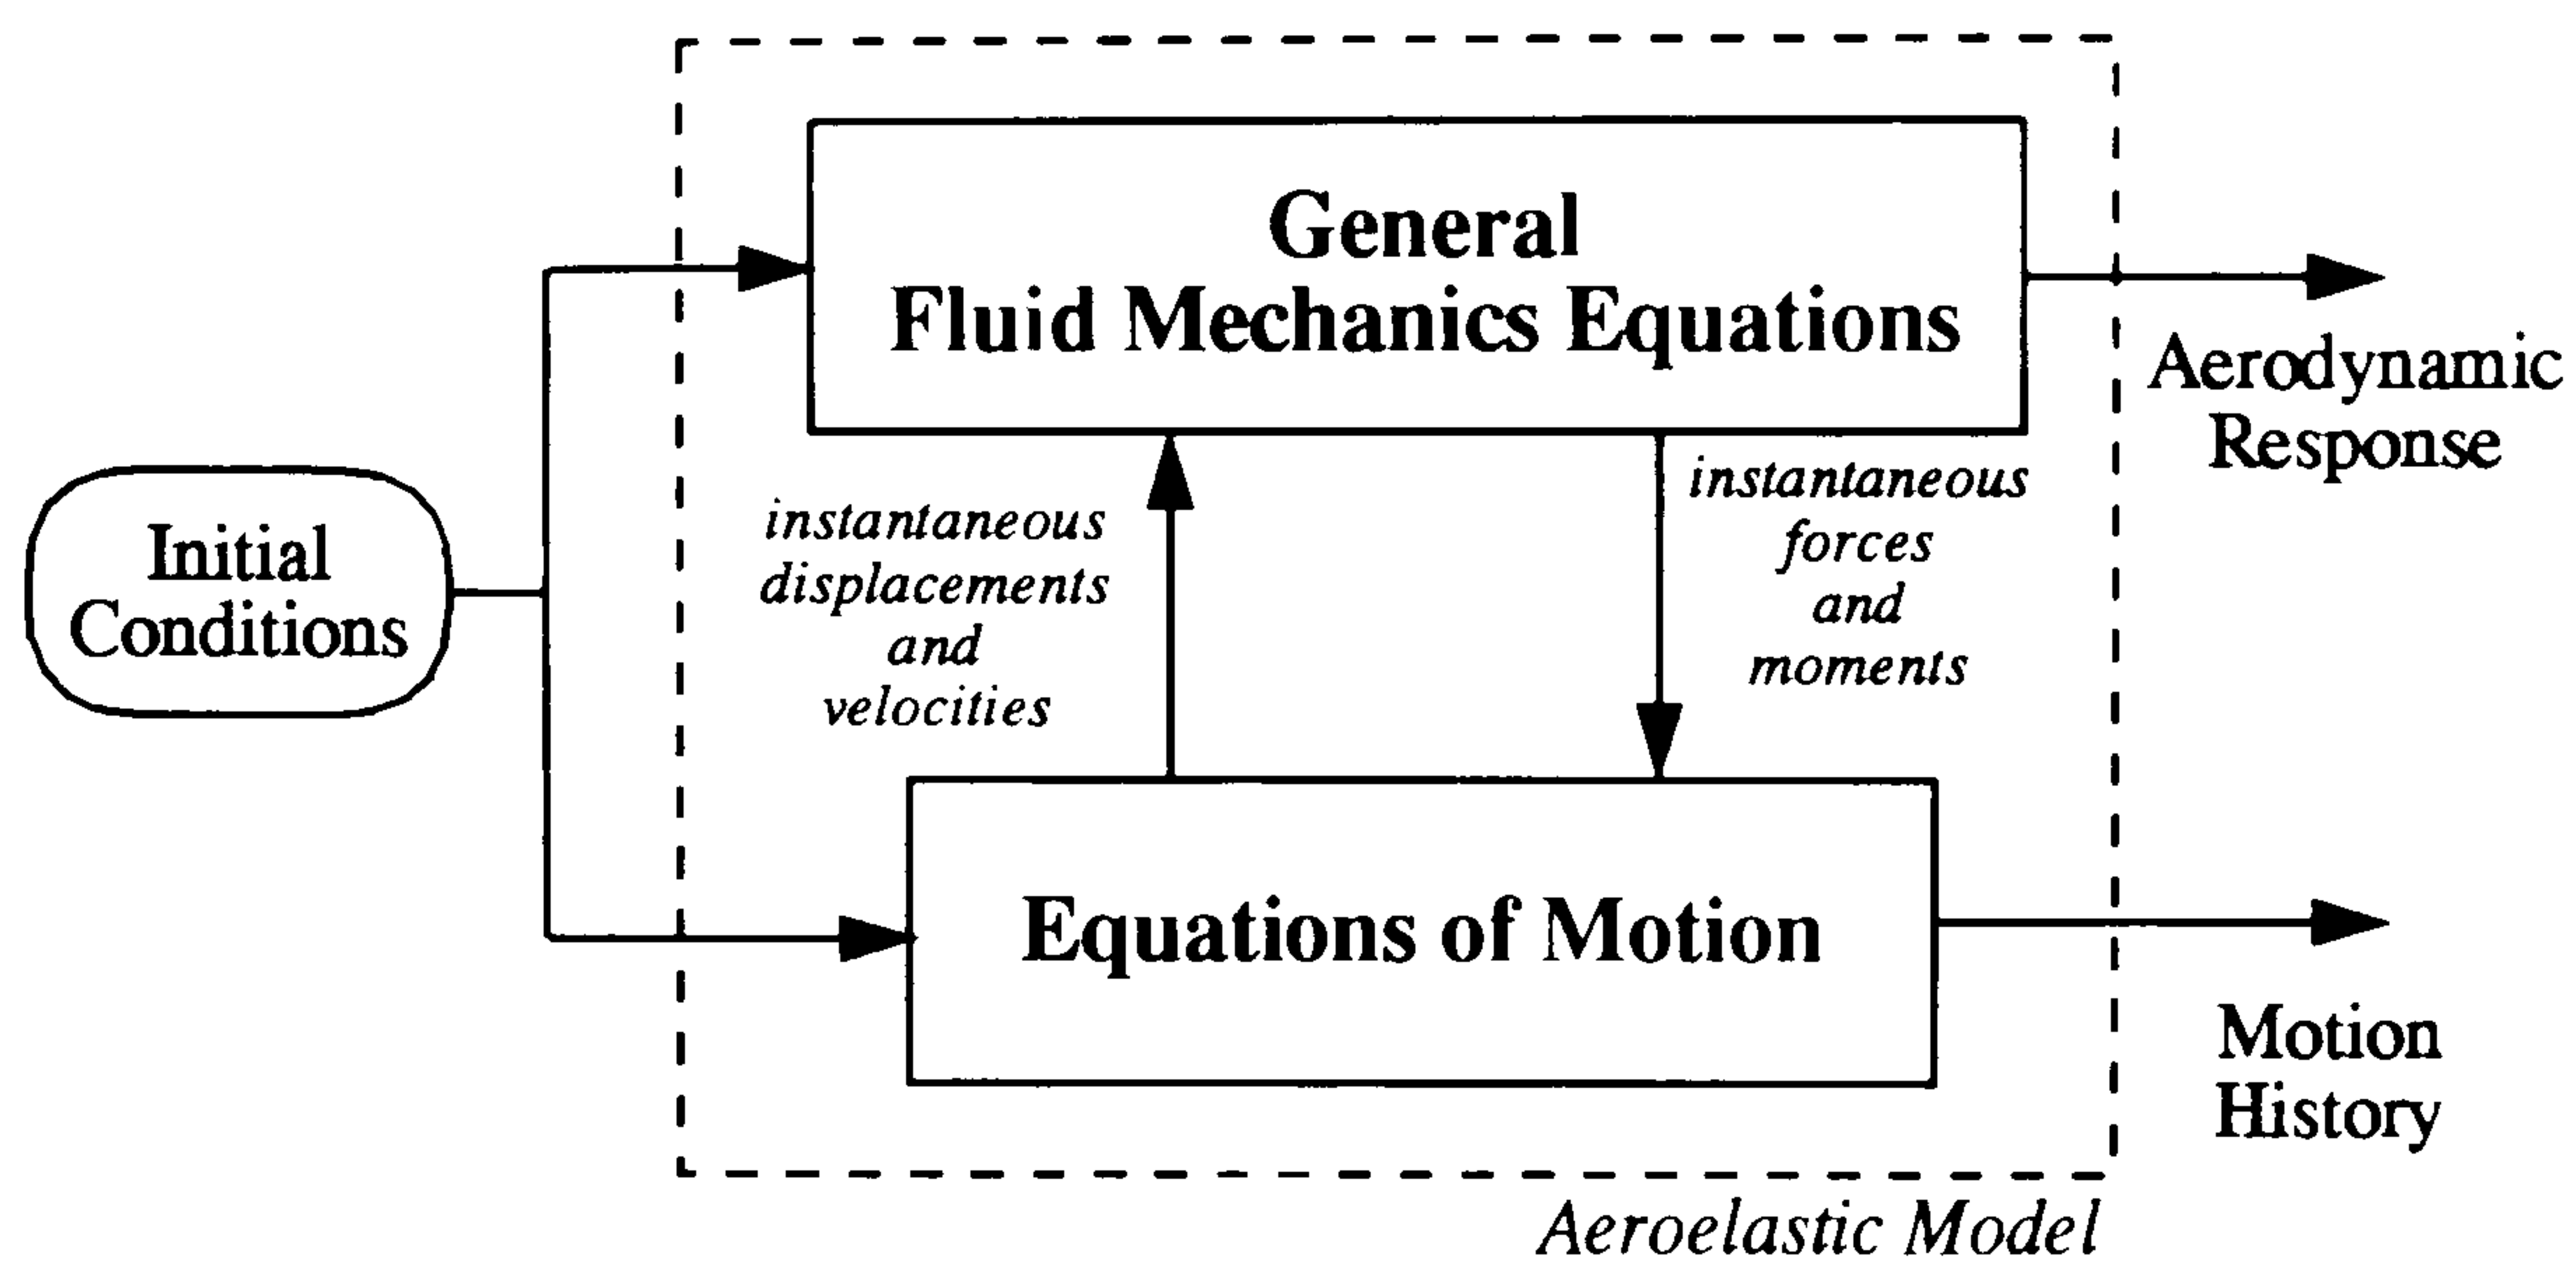 General
Fluid Mechanics Equations
Aerodynamic
Response
Initial
Conditions
instantaneous
displacements
and
velocities
instantaneous
forces
and
moments
Equations of Motion
Motion
History
Aeroelastic Model